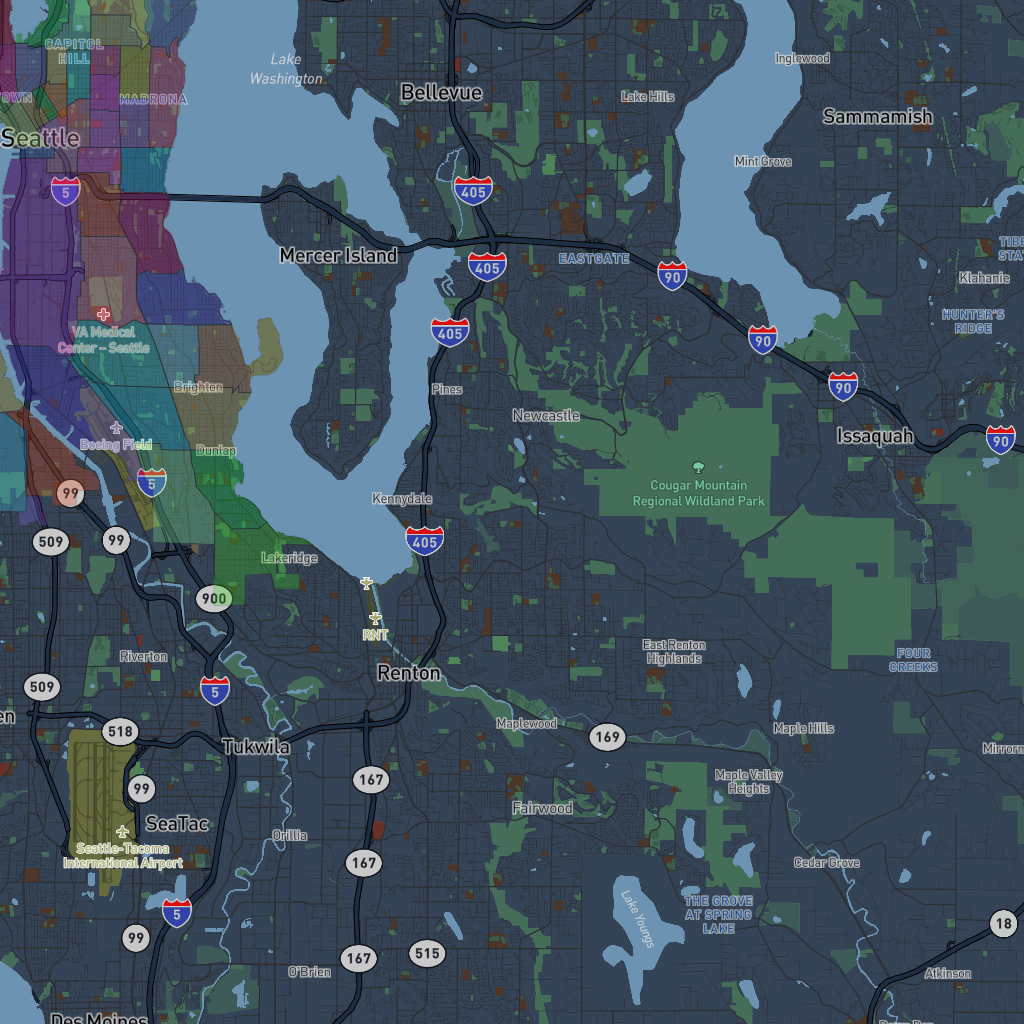 CAPITOL
HILL
Lake
Washington
Inglewood
OWN
MADRONA
Bellevue
Lake Hills
Sammamish
Seattle
Mint Grove
5
405
Mercer Island
EASTGATE
405
90
Klahanie
VA Medical
Center – Seattle
HUNTER'S
RIDGE
405
90
Brighton
Pines
90
Newcastle
Issaquah
90
Boeing Field
Dunlap
Cougar Mountain
Regional Wildland Park
5
99
Kennydale
509
99
405
Lakeridge
900
RNT
Riverton
East Renton
Highlands
FOUR
CREEKS
Renton
509
5
en
Maplewood
169
Maple Hills
518
Tukwila
Mirrorm
99
167
Maple Valley
Heights
SeaTac
Fairwood
Seattle-Tacoma
International Airport
Orillia
167
Cedar Grove
5
Lake Youngs
THE GROVE
AT SPRING
LAKE
18
99
167
515
O'Brien
Atkinson
Des Moines